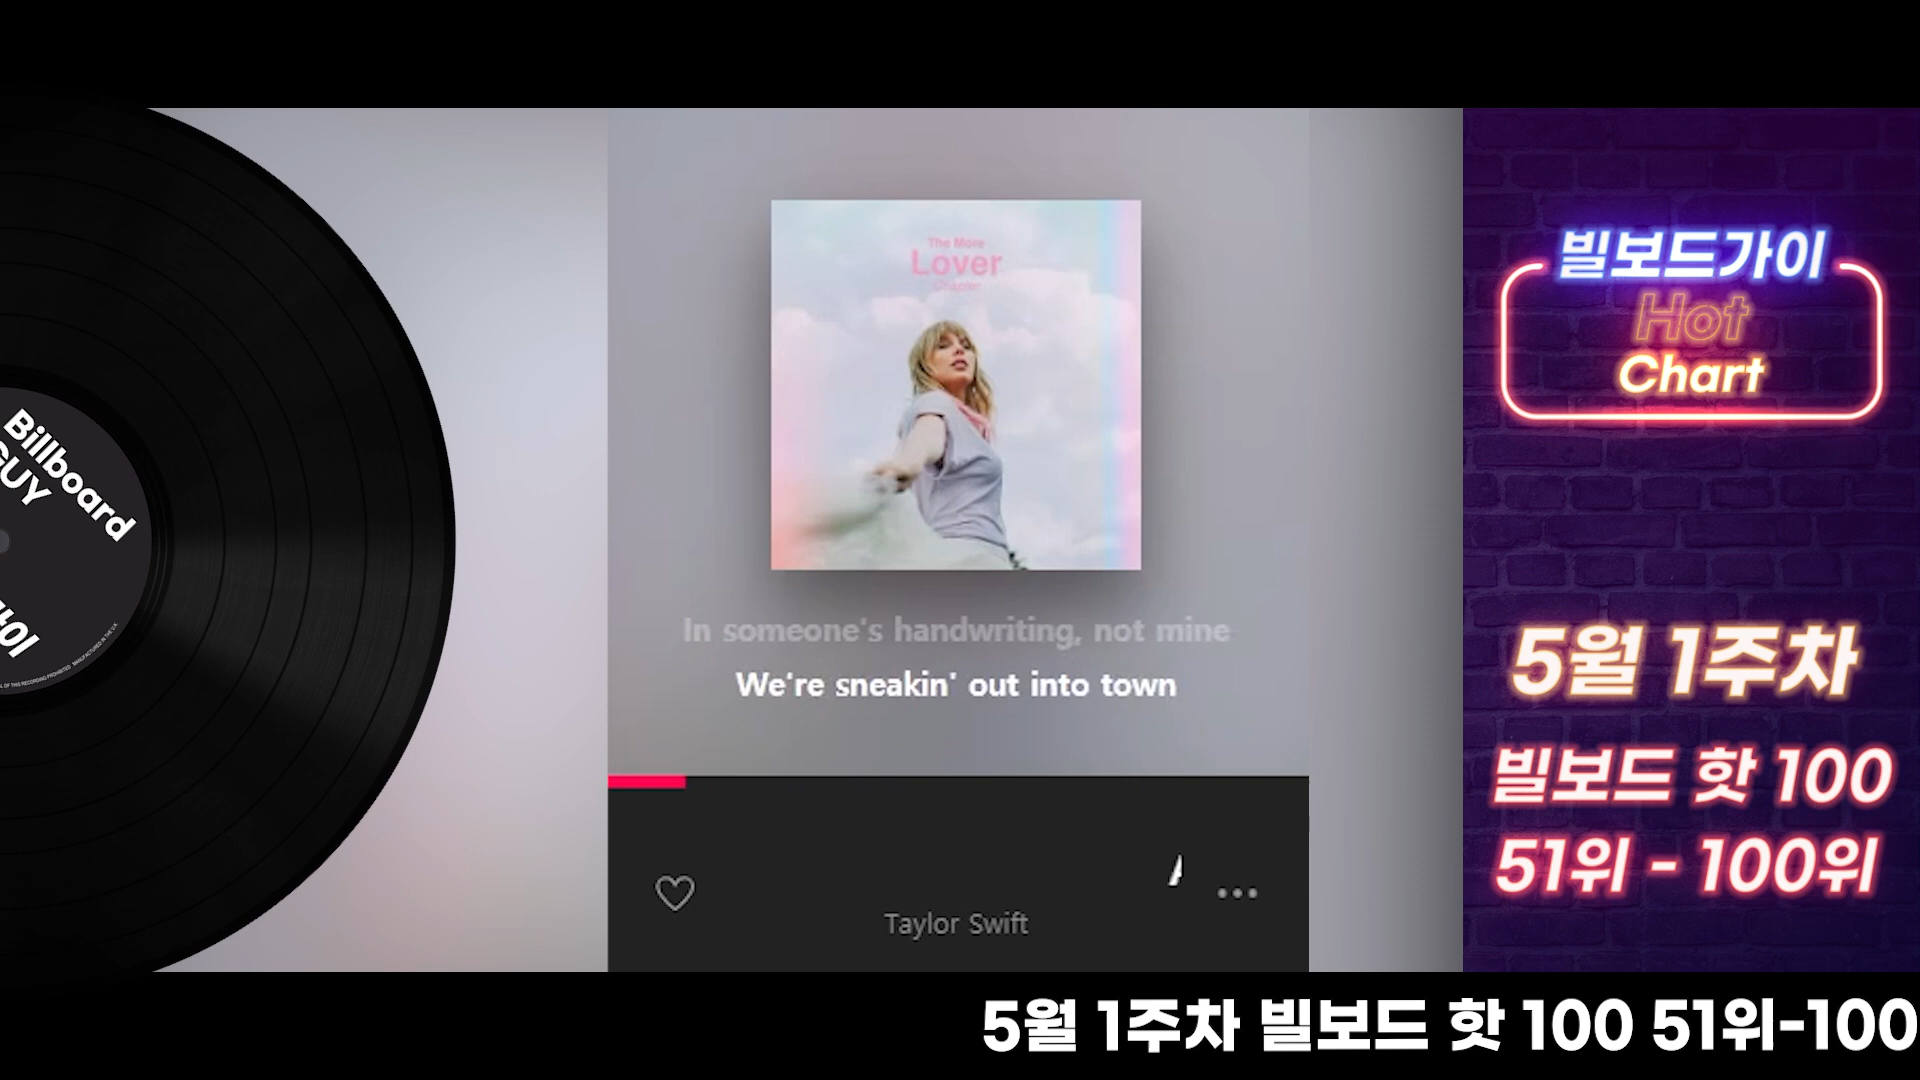 Billboard
GUY
The More
Lover
Chapter
In someone's handwriting, not mine
We're sneakin' out into town
Taylor Swift
빌보드가이
Hot
Chart
5월 1주차
빌보드 핫 100
51위 - 100위
5월 1주차 빌보드 핫 100 51위-100